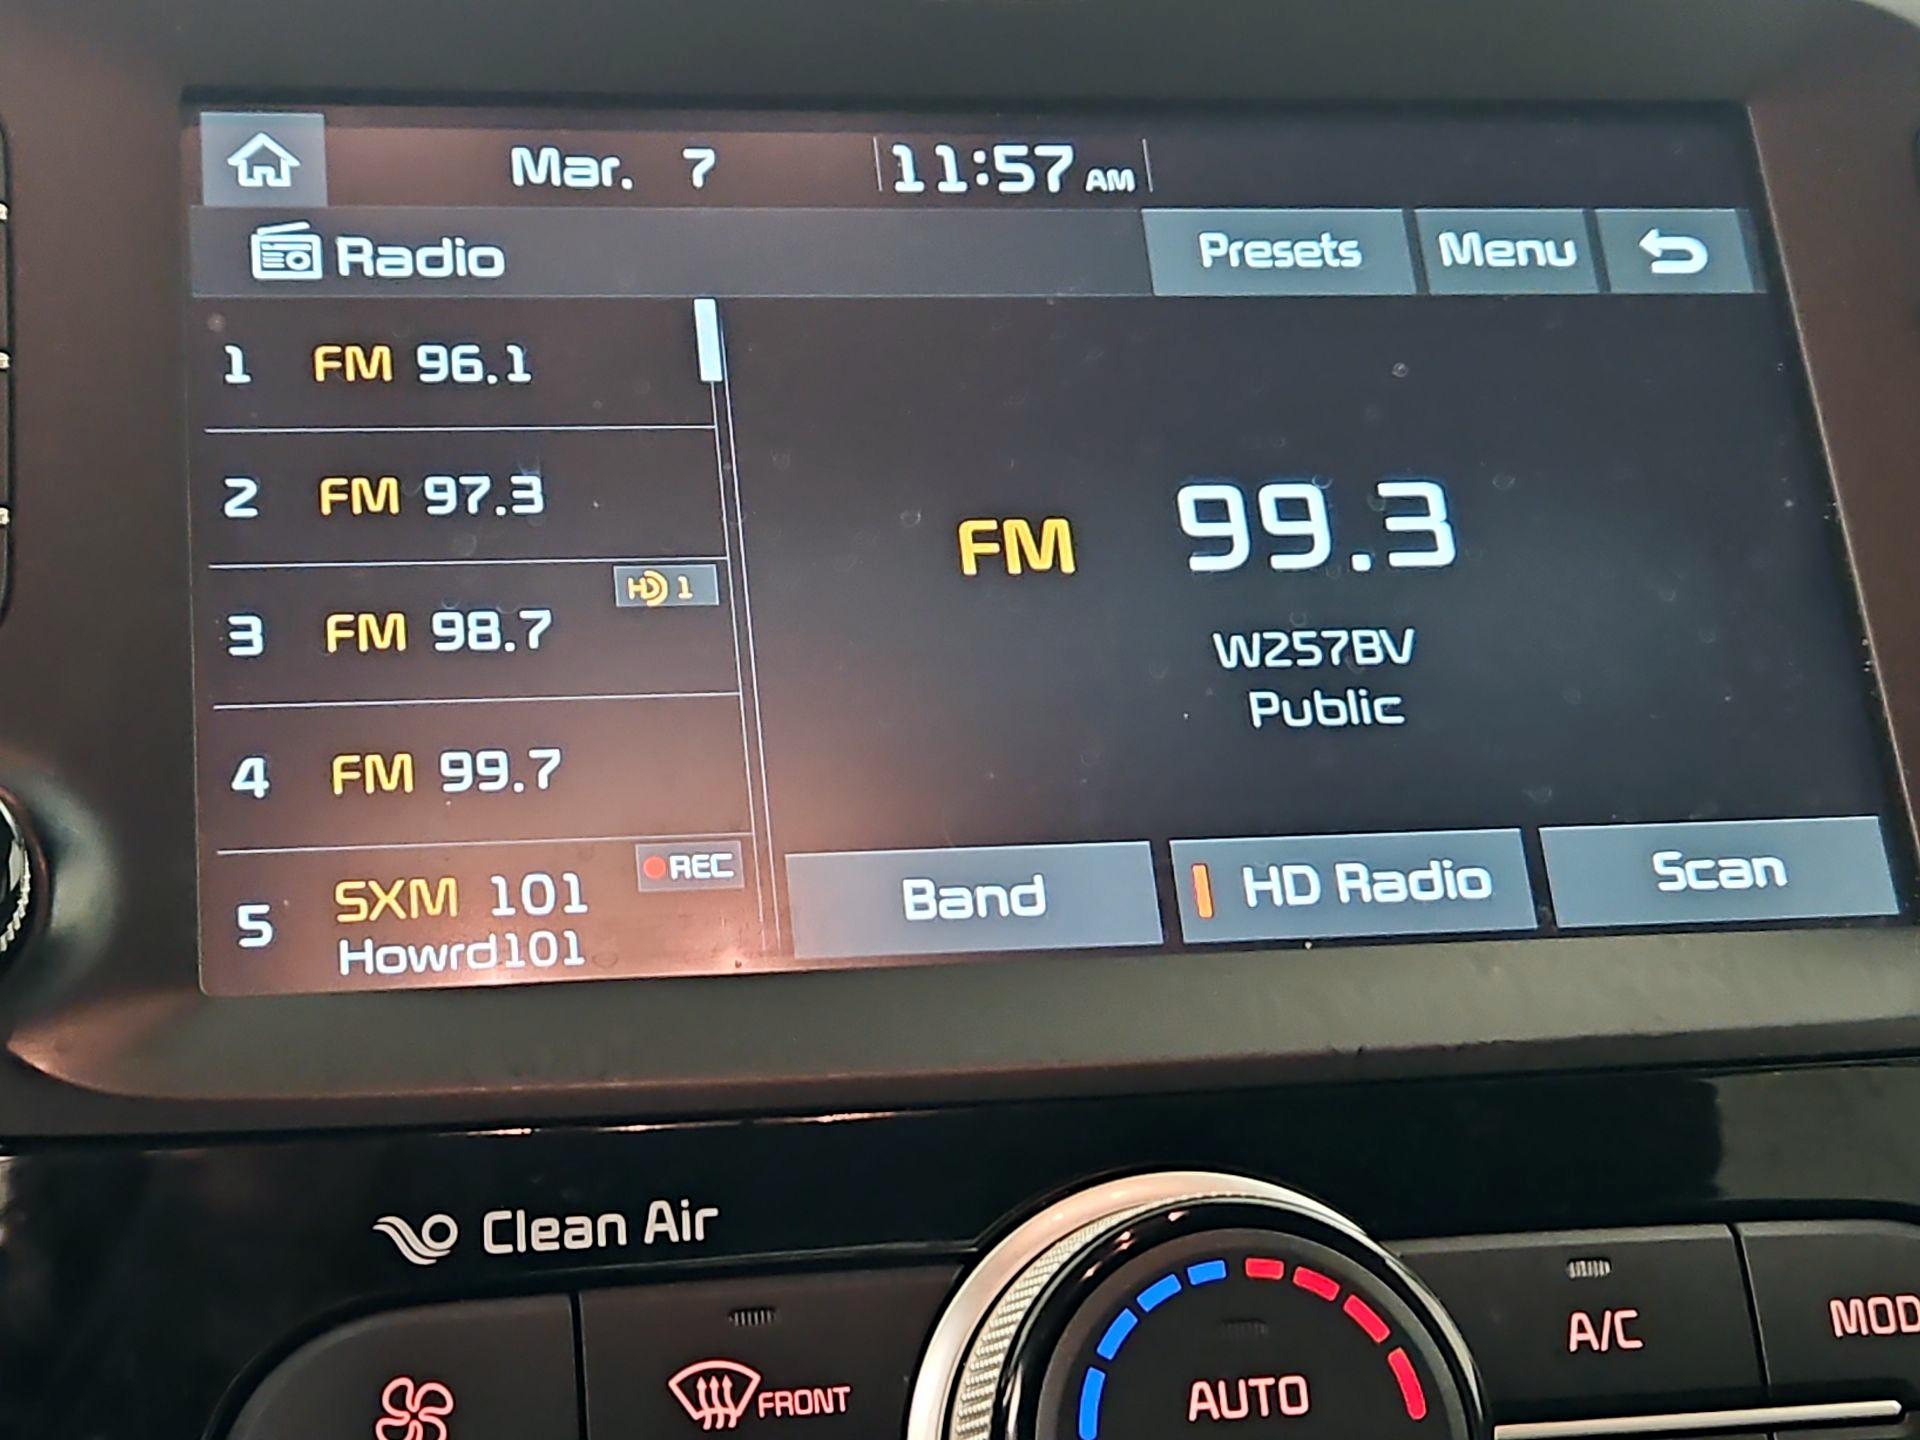 Mar. 7 11:57 AM
Radio Presets Menu
1 FM 96.1
2 FM 97.3
HD 1
3 FM 98.7
4 FM 99.7
REC
5 SXM 101
Howrd101
FM 99.3
W257BV
Public
Band HD Radio Scan
Clean Air
FRONT
AUTO
A/C
MOD